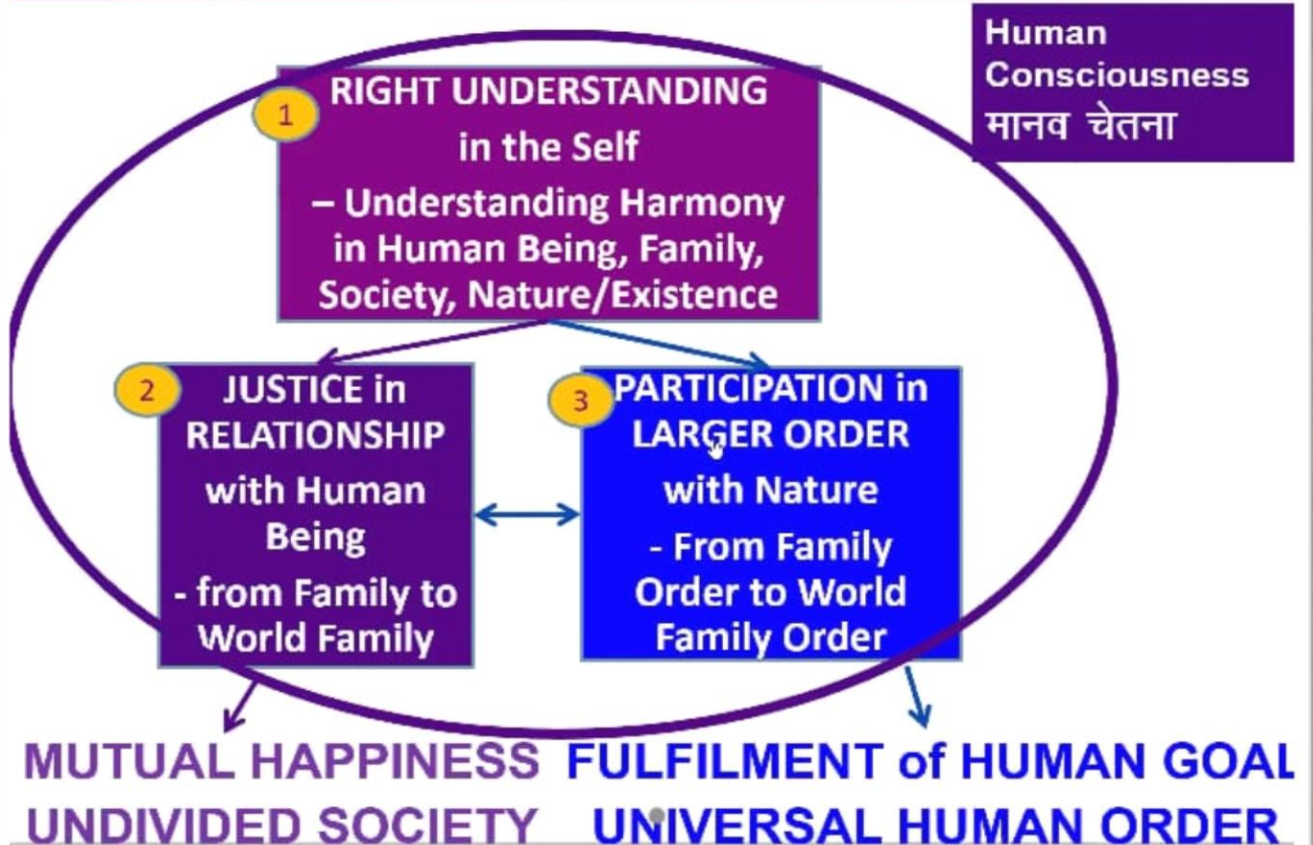 Human
Consciousness
मानव चेतना
1
RIGHT UNDERSTANDING
in the Self
– Understanding Harmony
in Human Being, Family,
Society, Nature/Existence
2
JUSTICE in
RELATIONSHIP
with Human
Being
- from Family to
World Family
3
PARTICIPATION in
LARGER ORDER
with Nature
- From Family
Order to World
Family Order
MUTUAL HAPPINESS
UNDIVIDED SOCIETY
FULFILMENT of HUMAN GOAL
UNIVERSAL HUMAN ORDER